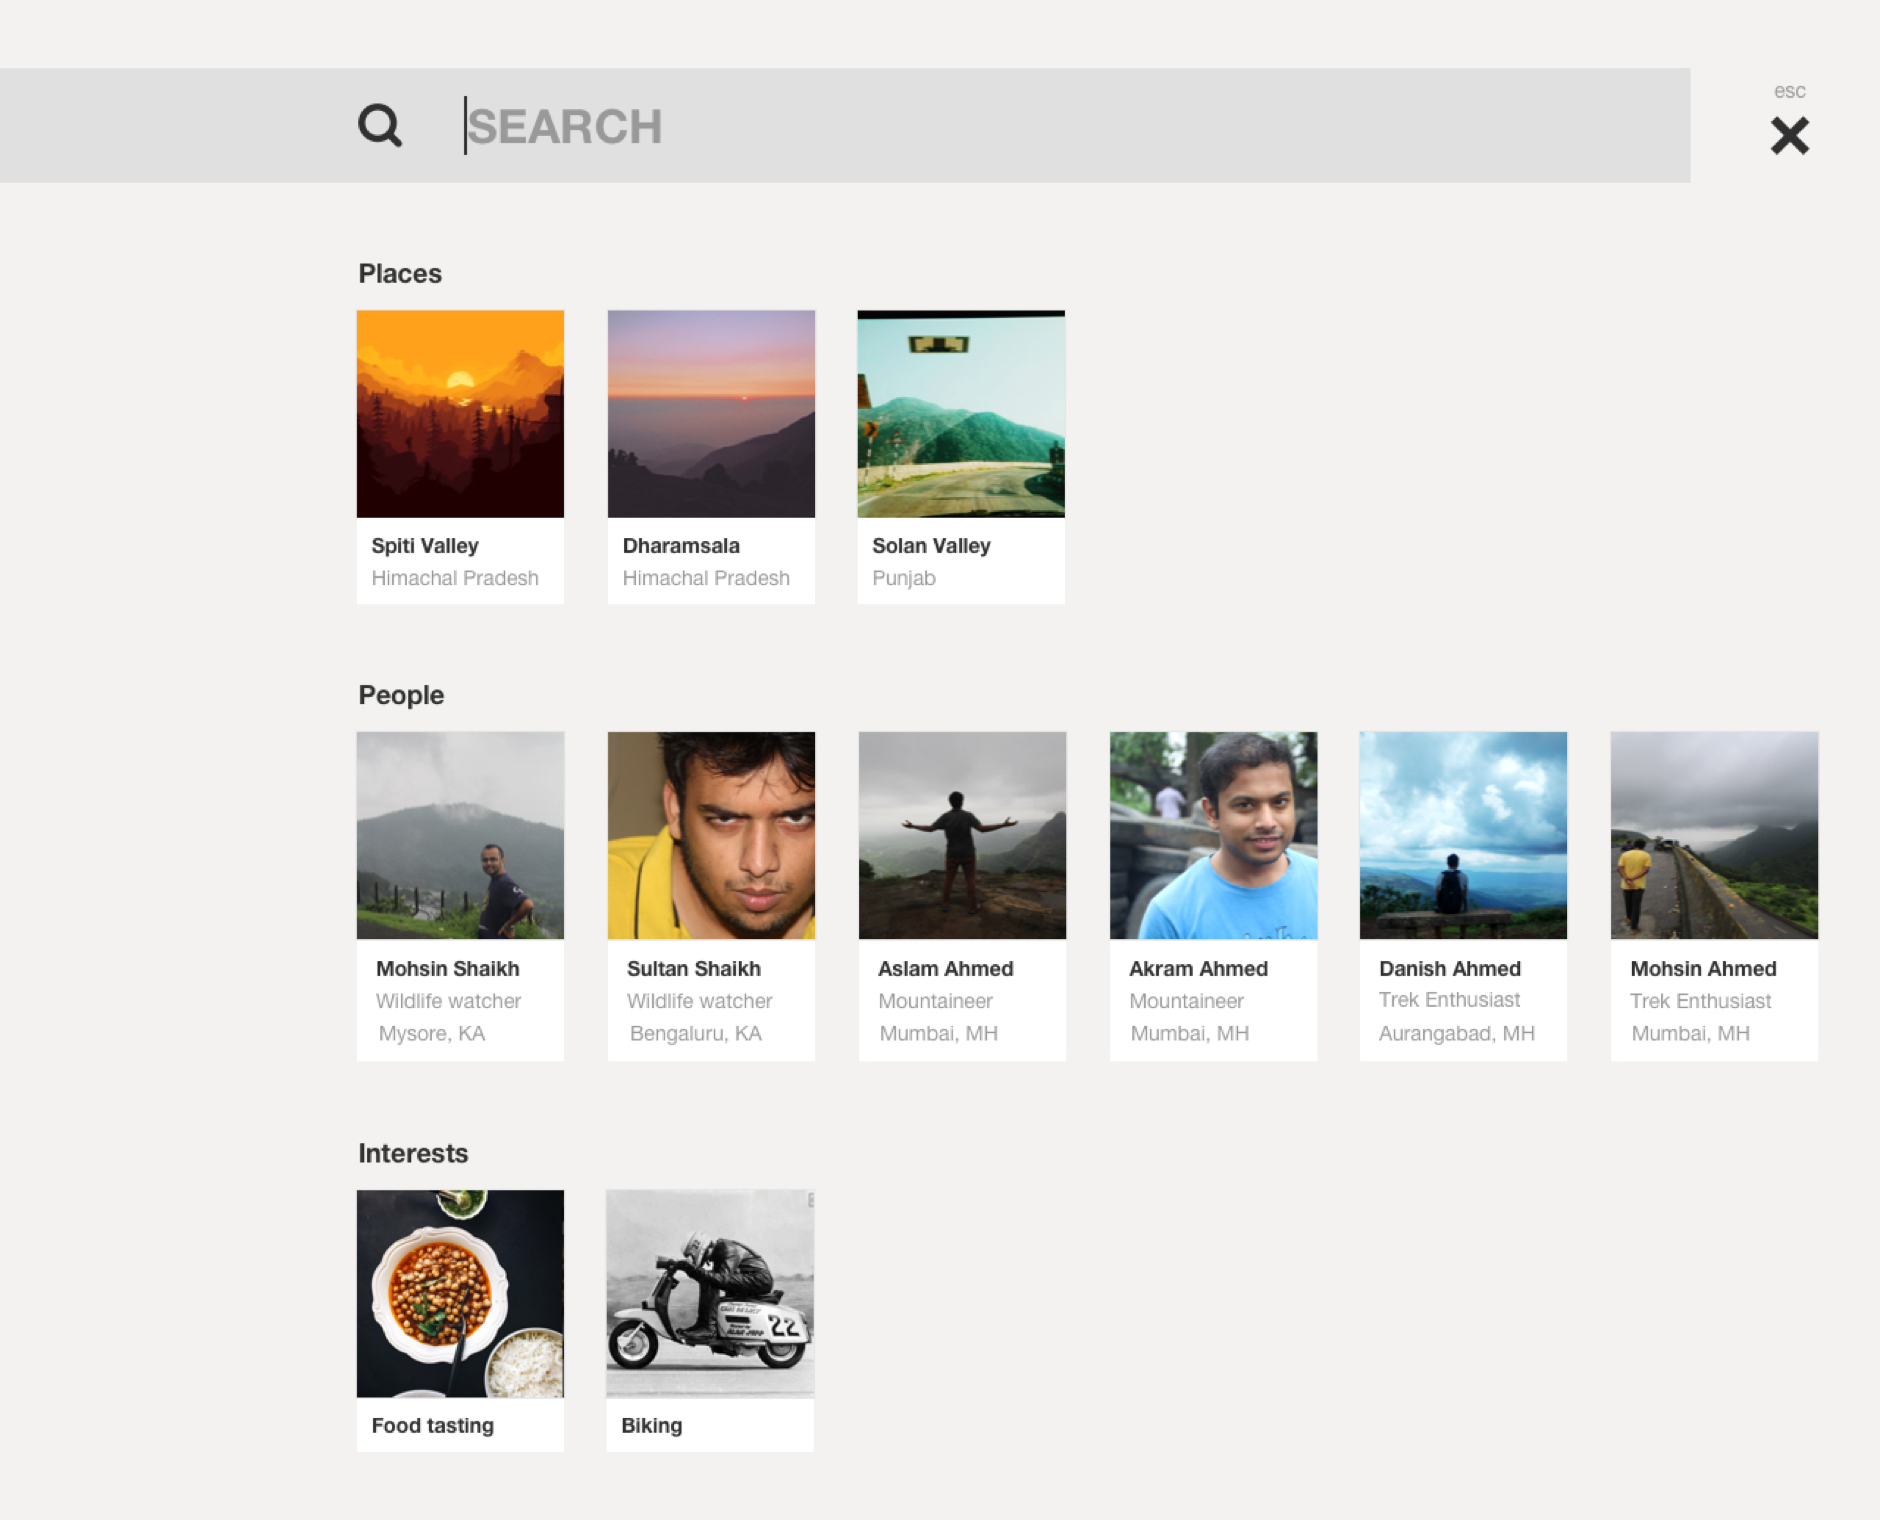 esc
SEARCH
Places
Spiti Valley
Himachal Pradesh
Dharamsala
Himachal Pradesh
Solan Valley
Punjab
People
Mohsin Shaikh
Wildlife watcher
Mysore, KA
Sultan Shaikh
Wildlife watcher
Bengaluru, KA
Aslam Ahmed
Mountaineer
Mumbai, MH
Akram Ahmed
Mountaineer
Mumbai, MH
Danish Ahmed
Trek Enthusiast
Aurangabad, MH
Mohsin Ahmed
Trek Enthusiast
Mumbai, MH
Interests
22
Food tasting
Biking